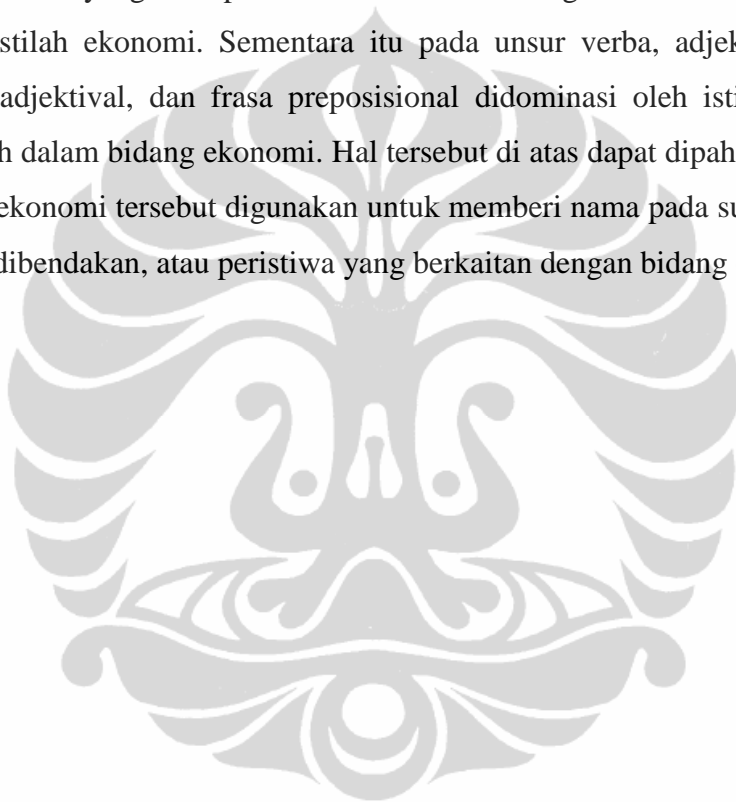 stilah ekonomi. Sementara itu pada unsur verba, adjek
adjektival, dan frasa preposisional didominasi oleh isti
h dalam bidang ekonomi. Hal tersebut di atas dapat dipah
ekonomi tersebut digunakan untuk memberi nama pada su
dibendakan, atau peristiwa yang berkaitan dengan bidang